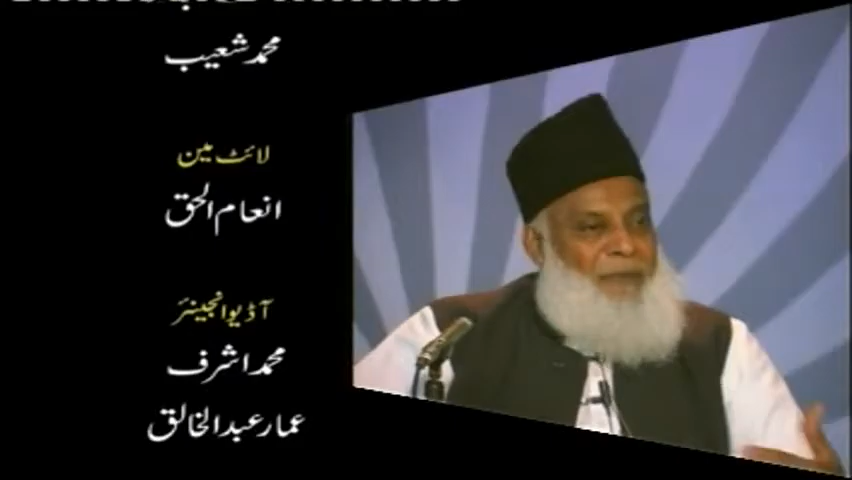 محمد شعیب
لائٹ مین
انعام الحق
آڈیو انجینئر
محمد اشرف
عمار عبدالخالق